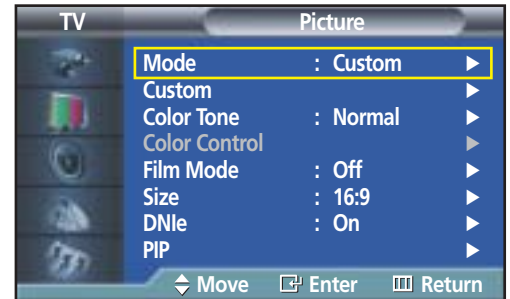 TV Picture
Mode : Custom
Custom
Color Tone : Normal
Color Control
Film Mode : Off
Size : 16:9
DNIe : On
PIP
Move Enter Return